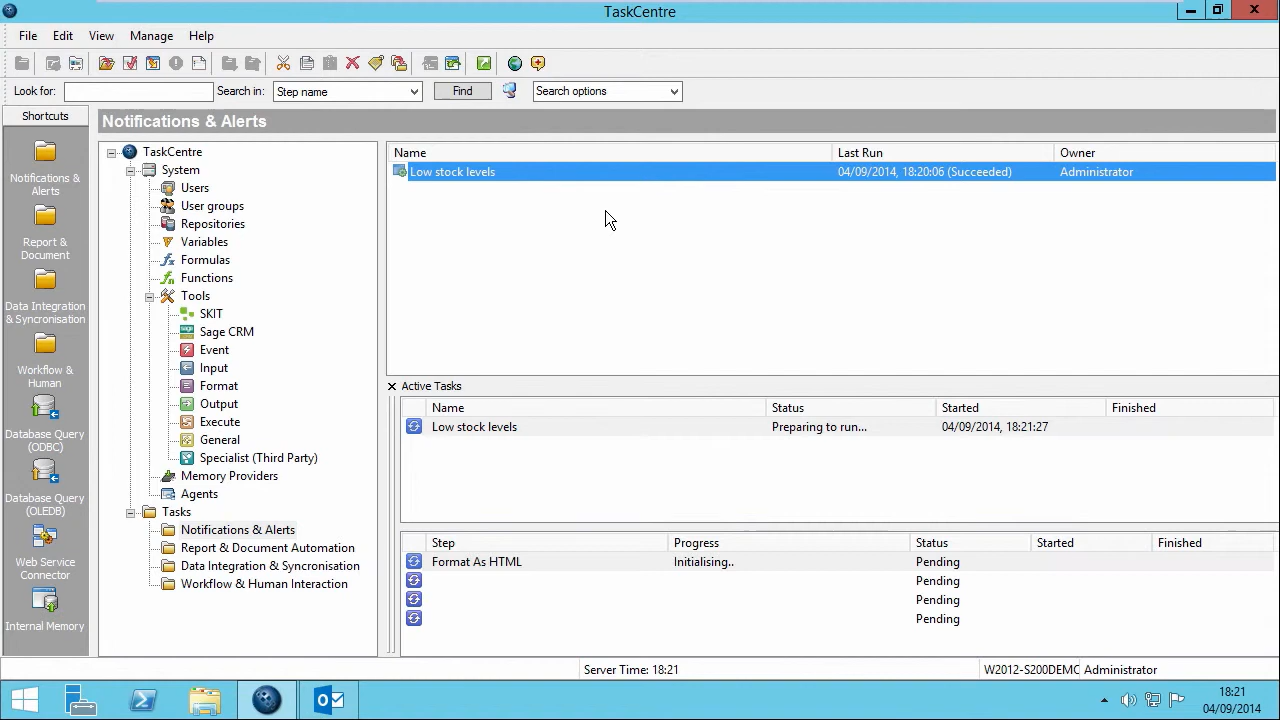 TaskCentre
File Edit View Manage Help
Look for: Search in: Step name Find Search options
Shortcuts
Notifications &
Alerts
Report &
Document
Data Integration
& Syncronisation
Workflow &
Human
Database Query
(ODBC)
Database Query
(OLEDB)
Web Service
Connector
Internal Memory
Notifications & Alerts
TaskCentre
System
Users
User groups
Repositories
Variables
Formulas
Functions
Tools
SKIT
Sage CRM
Event
Input
Format
Output
Execute
General
Specialist (Third Party)
Memory Providers
Agents
Tasks
Notifications & Alerts
Report & Document Automation
Data Integration & Syncronisation
Workflow & Human Interaction
Name Last Run Owner
Low stock levels 04/09/2014, 18:20:06 (Succeeded) Administrator
Active Tasks
Name Status Started Finished
Low stock levels Preparing to run... 04/09/2014, 18:21:27
Step Progress Status Started Finished
Format As HTML Initialising.. Pending
Pending
Pending
Pending
Server Time: 18:21 W2012-S200DEMO Administrator
18:21
04/09/2014